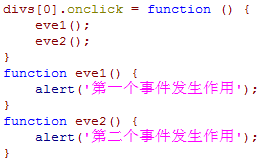 divs[0].onclick = function () {
    eve1();
    eve2();
}
function eve1() {
    alert('第一个事件发生作用');
}
function eve2() {
    alert('第二个事件发生作用');
}